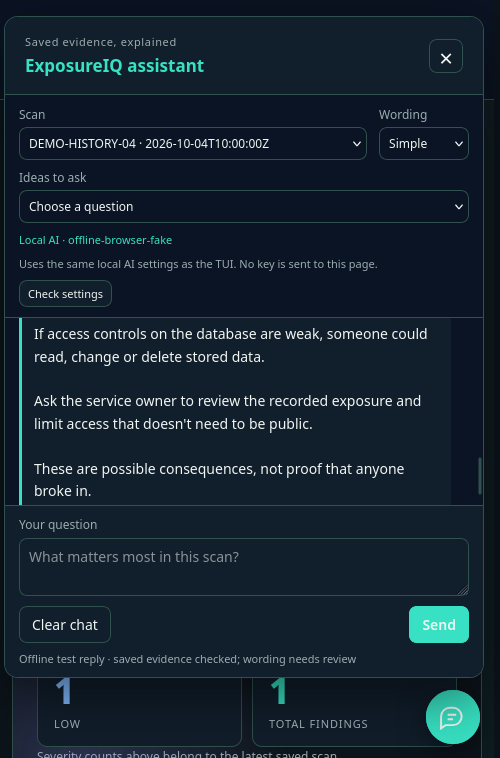 Saved evidence, explained
ExposureIQ assistant
Scan
Wording
DEMO-HISTORY-04 · 2026-10-04T10:00:00Z
Simple
Ideas to ask
Choose a question
Local AI · offline-browser-fake
Uses the same local AI settings as the TUI. No key is sent to this page.
Check settings
If access controls on the database are weak, someone could
read, change or delete stored data.
Ask the service owner to review the recorded exposure and
limit access that doesn't need to be public.
These are possible consequences, not proof that anyone
broke in.
Your question
What matters most in this scan?
Clear chat
Send
Offline test reply · saved evidence checked; wording needs review
1
1
LOW
TOTAL FINDINGS
Severity counts above belong to the latest saved scan